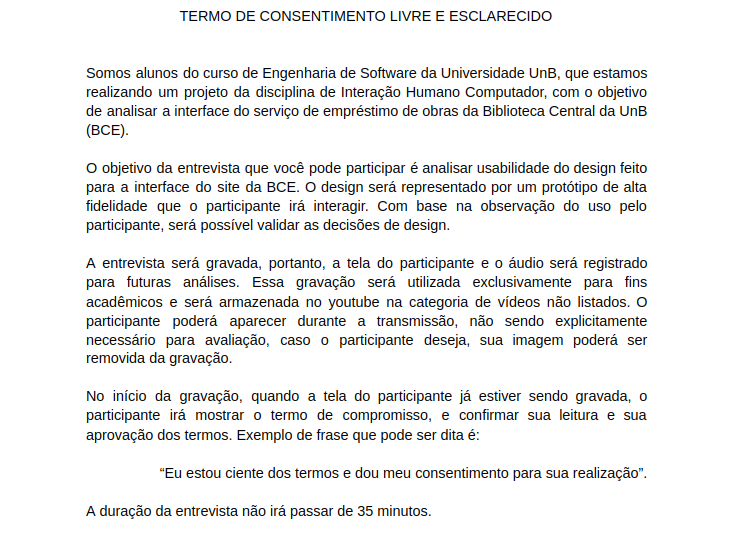 TERMO DE CONSENTIMENTO LIVRE E ESCLARECIDO
Somos alunos do curso de Engenharia de Software da Universidade UnB, que estamos
realizando um projeto da disciplina de Interação Humano Computador, com o objetivo
de analisar a interface do serviço de empréstimo de obras da Biblioteca Central da UnB
(BCE).
O objetivo da entrevista que você pode participar é analisar usabilidade do design feito
para a interface do site da BCE. O design será representado por um protótipo de alta
fidelidade que o participante irá interagir. Com base na observação do uso pelo
participante, será possível validar as decisões de design.
A entrevista será gravada, portanto, a tela do participante e o áudio será registrado
para futuras análises. Essa gravação será utilizada exclusivamente para fins
acadêmicos e será armazenada no youtube na categoria de vídeos não listados. O
participante poderá aparecer durante a transmissão, não sendo explicitamente
necessário para avaliação, caso o participante deseja, sua imagem poderá ser
removida da gravação.
No início da gravação, quando a tela do participante já estiver sendo gravada, o
participante irá mostrar o termo de compromisso, e confirmar sua leitura e sua
aprovação dos termos. Exemplo de frase que pode ser dita é:
“Eu estou ciente dos termos e dou meu consentimento para sua realização”.
A duração da entrevista não irá passar de 35 minutos.